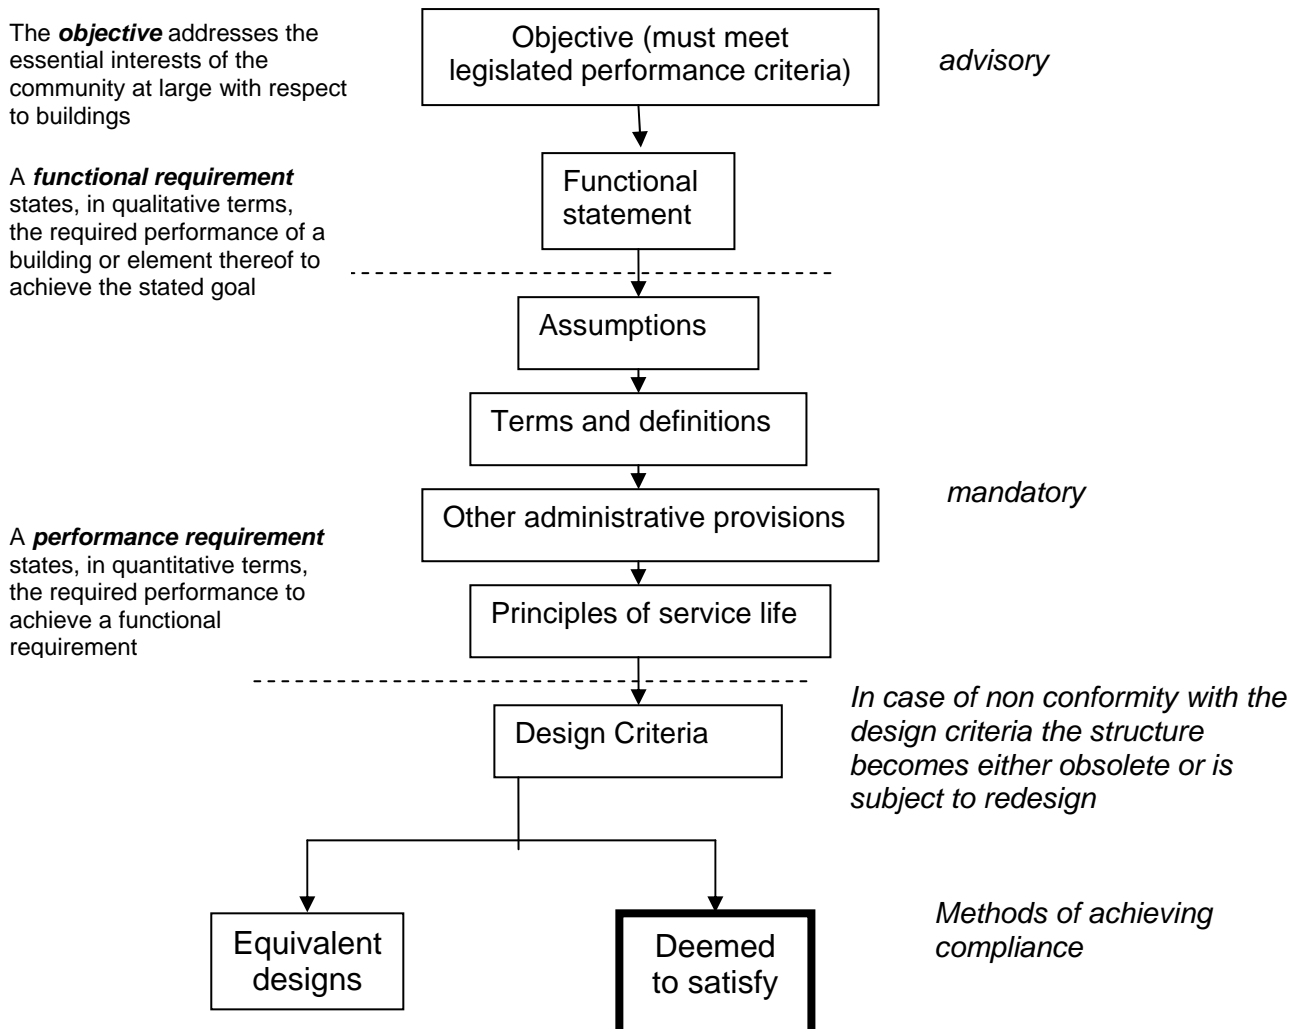 The objective addresses the
essential interests of the
community at large with respect
to buildings
Objective (must meet
legislated performance criteria)
advisory
A functional requirement
states, in qualitative terms,
the required performance of a
building or element thereof to
achieve the stated goal
Functional
statement
Assumptions
Terms and definitions
Other administrative provisions
mandatory
A performance requirement
states, in quantitative terms,
the required performance to
achieve a functional
requirement
Principles of service life
Design Criteria
In case of non conformity with the
design criteria the structure
becomes either obsolete or is
subject to redesign
Equivalent
designs
Deemed
to satisfy
Methods of achieving
compliance